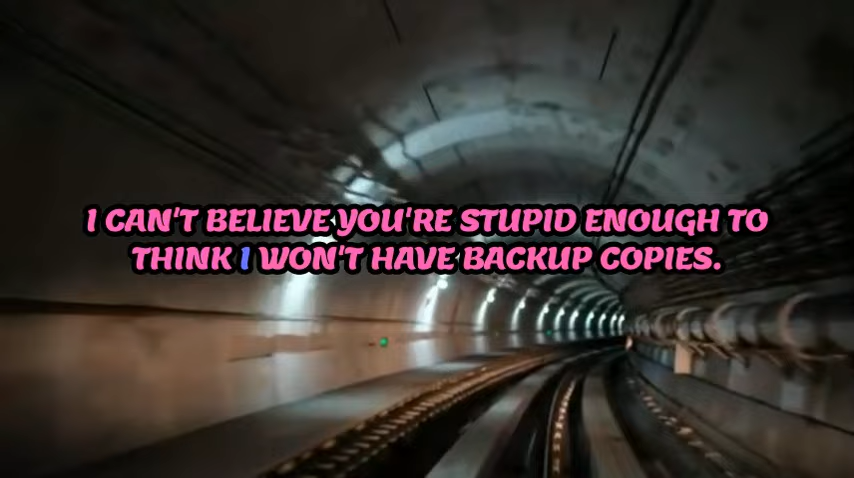 I CAN'T BELIEVE YOU'RE STUPID ENOUGH TO
THINK I WON'T HAVE BACKUP COPIES.